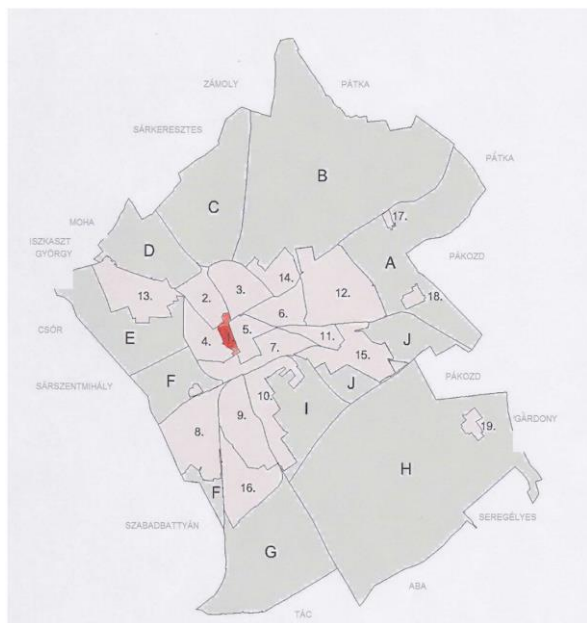 ZÁMOLY
PÁTKA
SÁRKERESZTES
PÁTKA
B
C
17.
MOHA
ISZKASZT
GYÖRGY
D
A
PÁKOZD
14.
13.
2.
3.
12.
18.
6.
CSÓR
E
4.
5.
11.
J
7.
15.
SÁRSZENTMIHÁLY
F
J
PÁKOZD
10.
I
9.
GÁRDONY
8.
19.
H
16.
F
SEREGÉLYES
SZABADBATTYÁN
G
ABA
TÁC